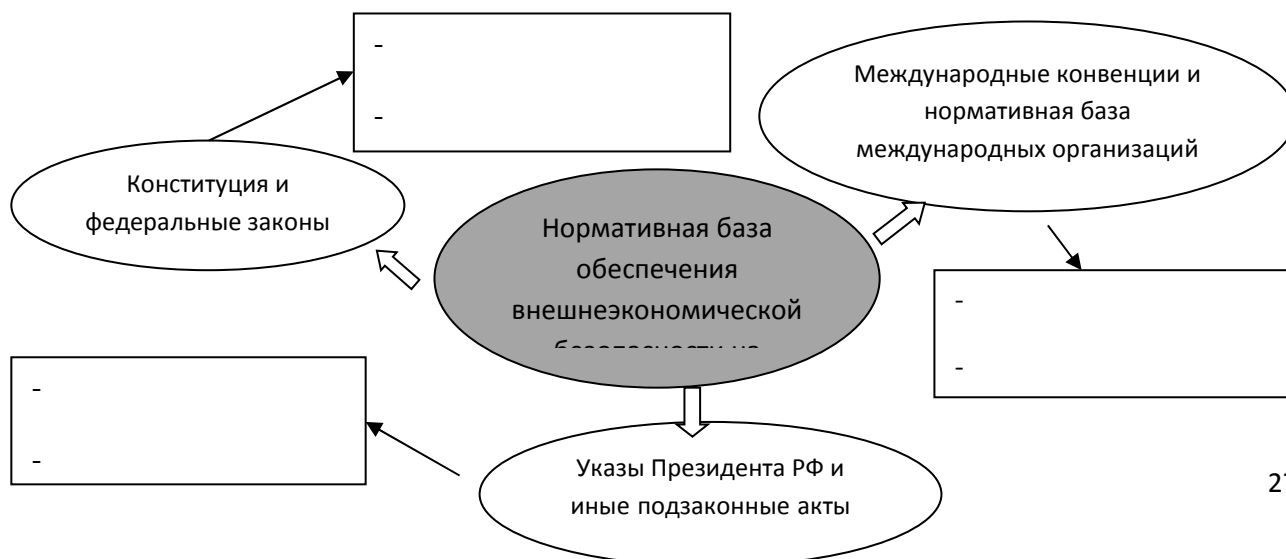 -
-
Международные конвенции и
нормативная база
международных организаций
Конституция и
федеральные законы
Нормативная база
обеспечения
внешнеэкономической
-
-
-
-
Указы Президента РФ и
иные подзаконные акты